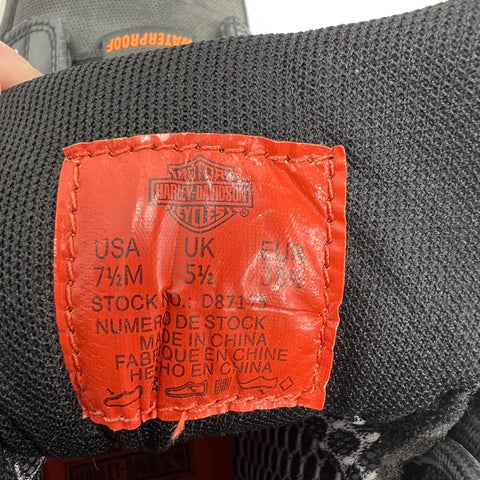 WATERPROOF
MOTOR
HARLEY-DAVIDSON
CYCLES
USA UK EUR
7½M 5½
STOCK NO.:
NUMERO DE STOCK
MADE IN CHINA
FABRIQUE EN CHINE
HECHO EN CHINA